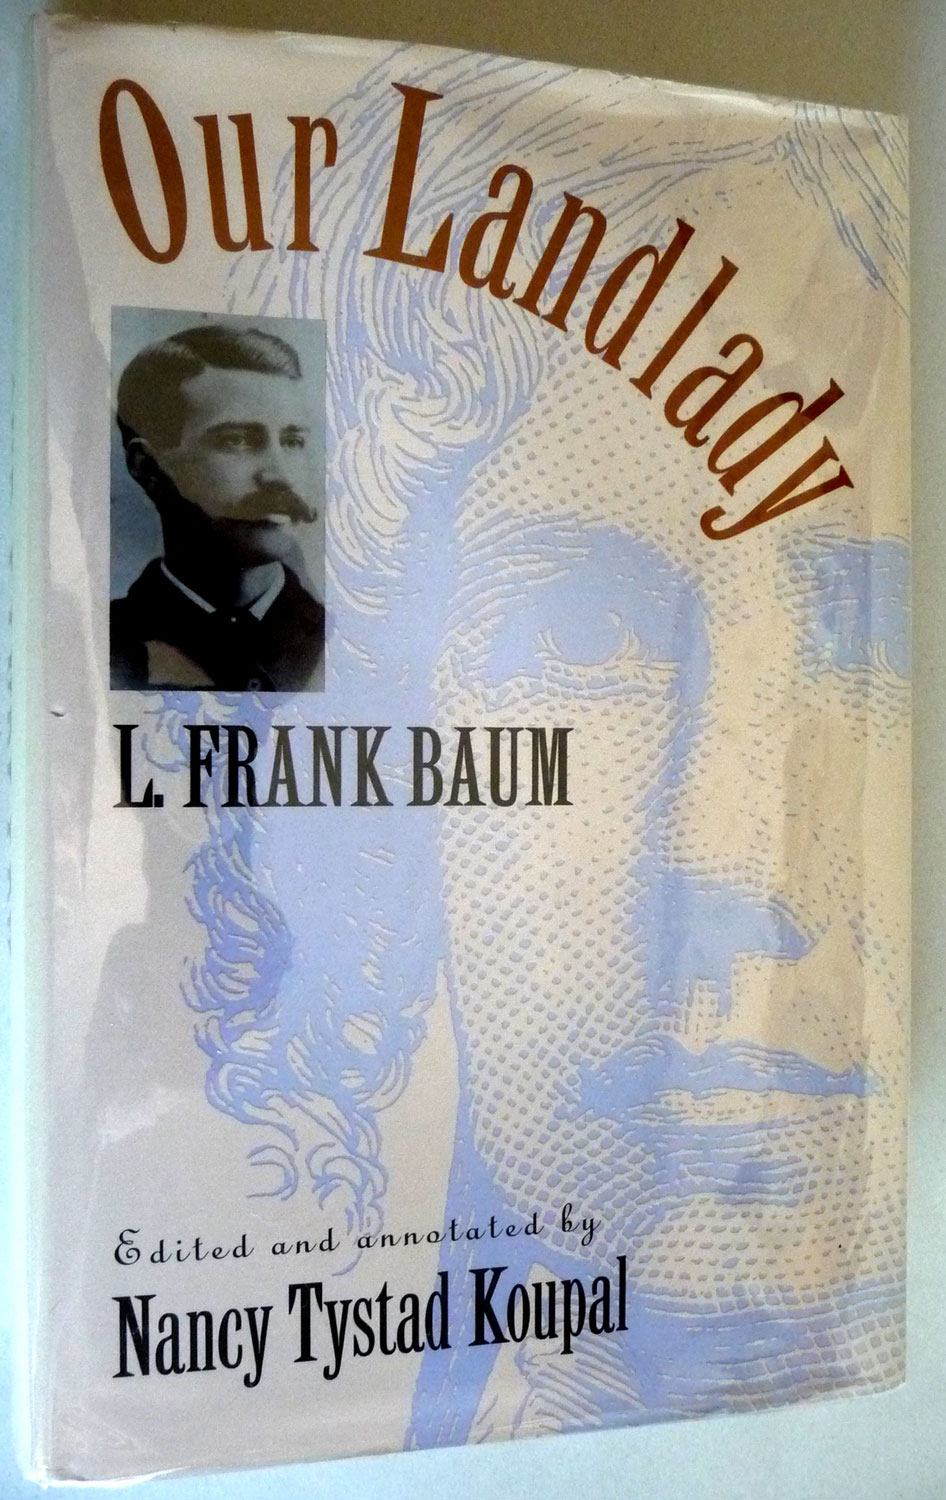 Our Landlady
L. FRANK BAUM
Edited and annotated by
Nancy Tystad Koupal